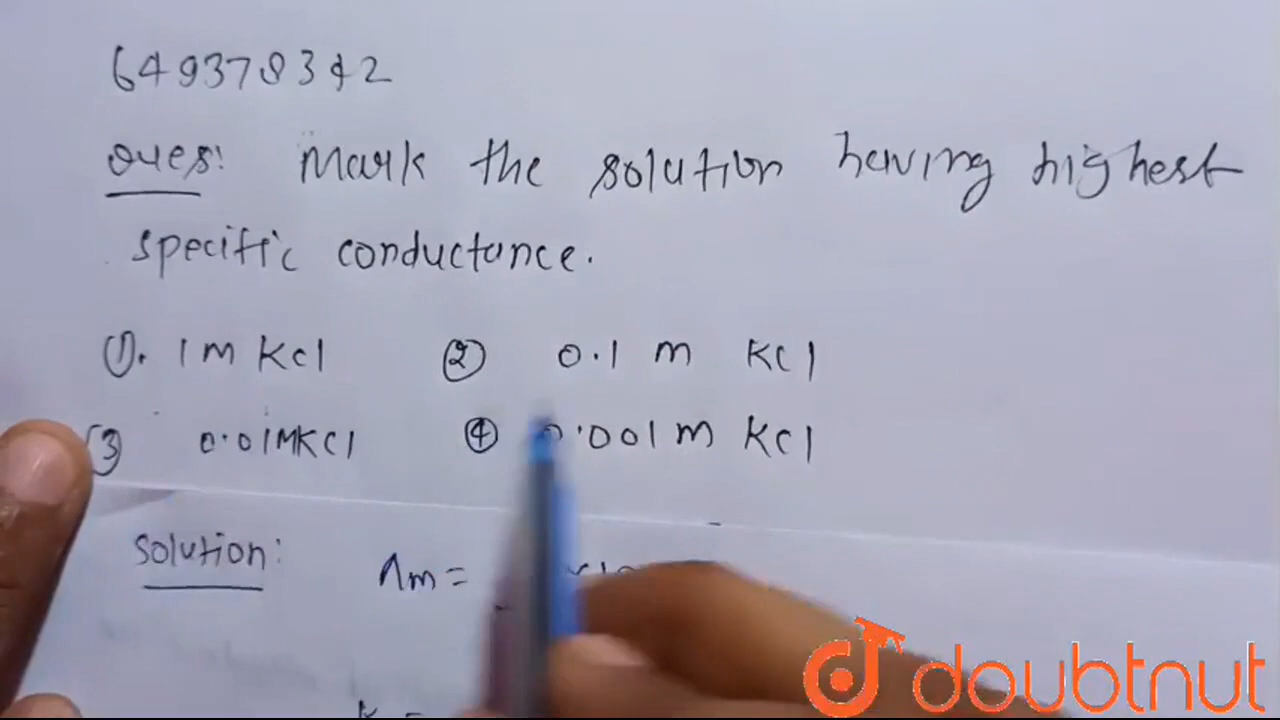 649378342
Ques: Mark the solution having highest
specific conductance.
①. 1M KCl ② 0.1 M KCl
③ 0.01MKCl ④ 0.001 M KCl
Solution: Λm =
K =
doubtnut